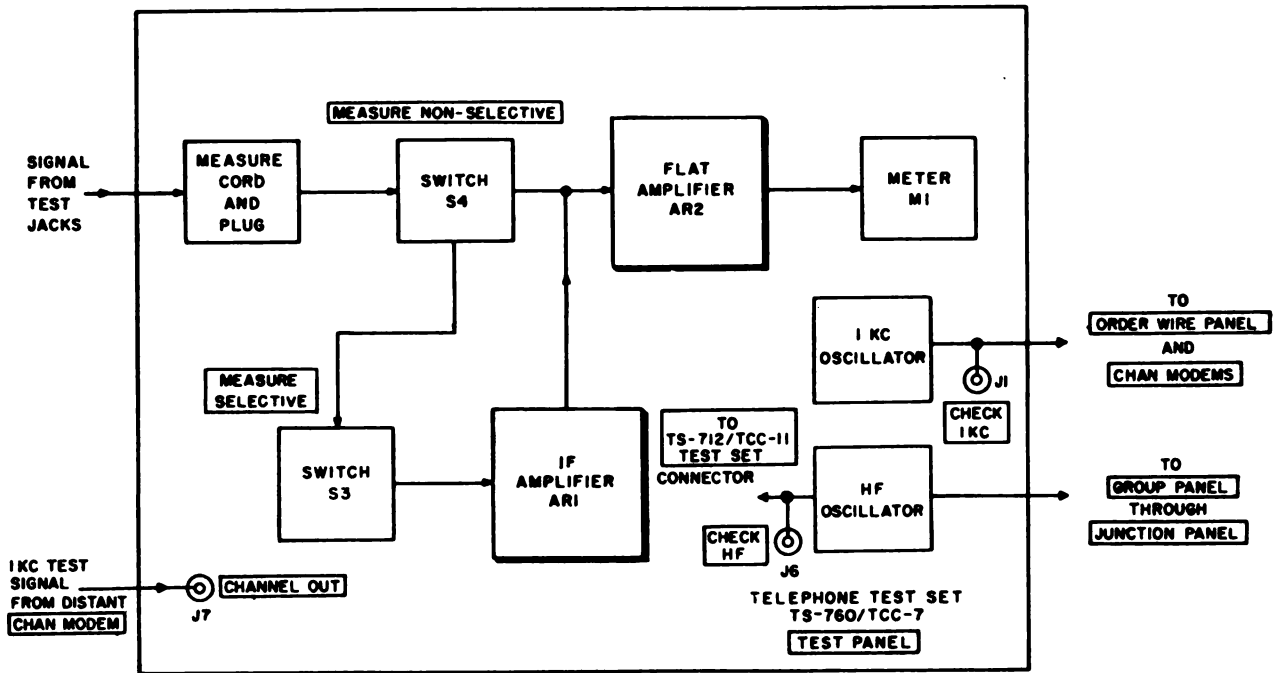 MEASURE NON-SELECTIVE
SIGNAL
FROM
TEST
JACKS
MEASURE
CORD
AND
PLUG
SWITCH
S4
FLAT
AMPLIFIER
AR2
METER
M1
MEASURE
SELECTIVE
SWITCH
S3
IF
AMPLIFIER
AR1
1 KC
OSCILLATOR
J1
CHECK
1KC
TO
ORDER WIRE PANEL
AND
CHAN MODEMS
TO
TS-712/TCC-11
TEST SET
CONNECTOR
HF
OSCILLATOR
CHECK
HF
J6
TO
GROUP PANEL
THROUGH
JUNCTION PANEL
1KC TEST
SIGNAL
FROM DISTANT
CHAN MODEM
J7
CHANNEL OUT
TELEPHONE TEST SET
TS-760/TCC-7
TEST PANEL